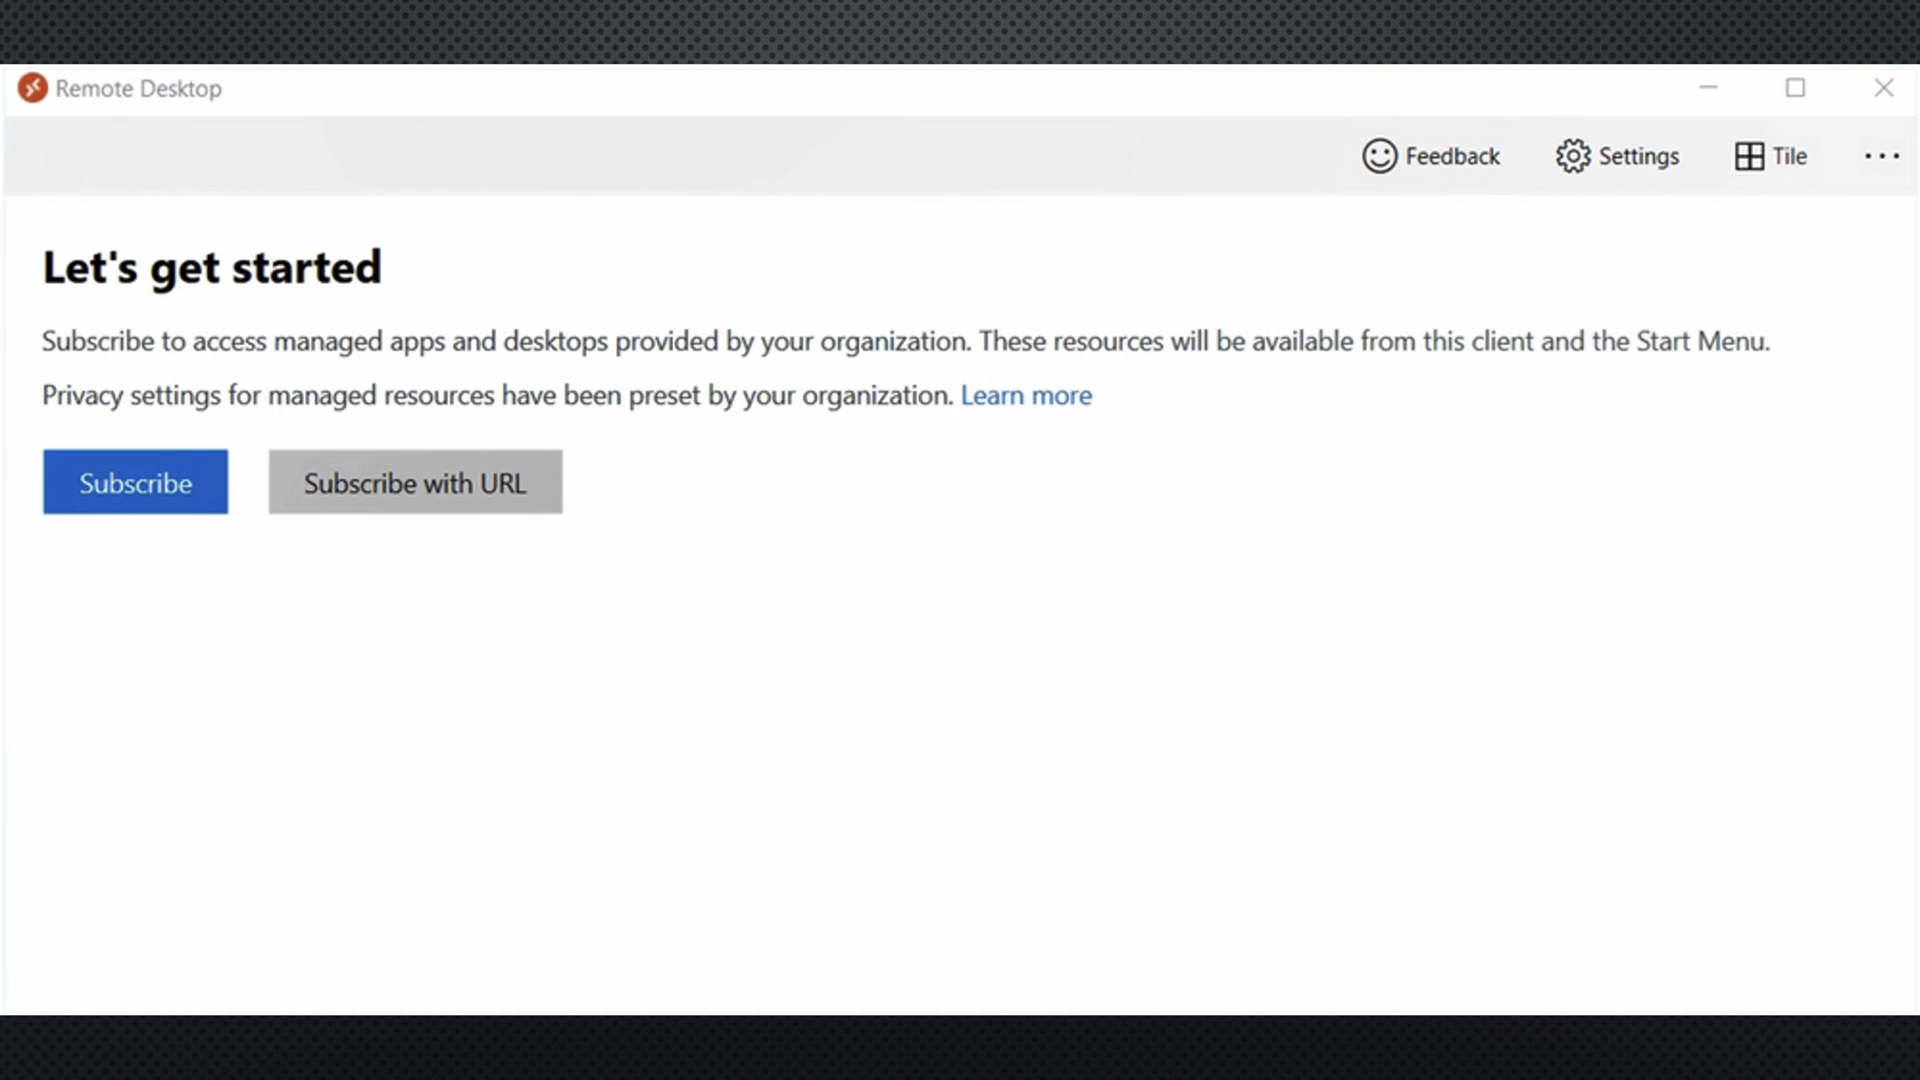 Remote Desktop
Feedback
Settings
Tile
Let's get started
Subscribe to access managed apps and desktops provided by your organization. These resources will be available from this client and the Start Menu.
Privacy settings for managed resources have been preset by your organization. Learn more
Subscribe
Subscribe with URL